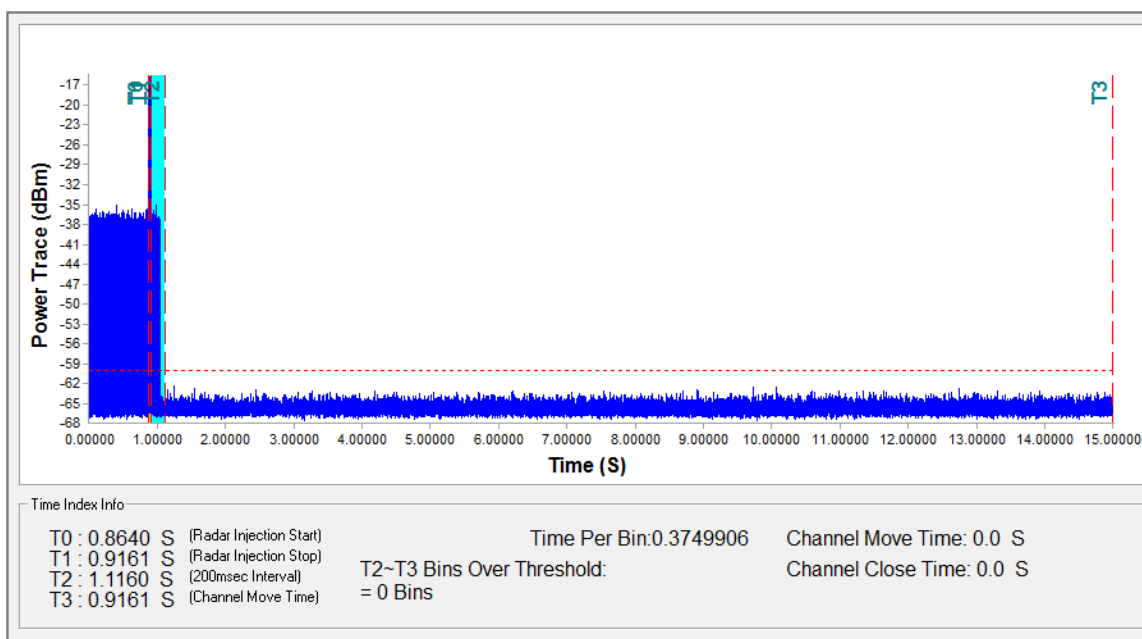 T0 T1 T2 T3
Power Trace (dBm)
-17
-20
-23
-26
-29
-32
-35
-38
-41
-44
-47
-50
-53
-56
-59
-62
-65
-68
0.00000 1.00000 2.00000 3.00000 4.00000 5.00000 6.00000 7.00000 8.00000 9.00000 10.00000 11.00000 12.00000 13.00000 14.00000 15.00000
Time (S)
Time Index Info
T0 : 0.8640 S (Radar Injection Start)
T1 : 0.9161 S (Radar Injection Stop)
T2 : 1.1160 S (200msec Interval)
T3 : 0.9161 S (Channel Move Time)
Time Per Bin:0.3749906
T2~T3 Bins Over Threshold:
= 0 Bins
Channel Move Time: 0.0 S
Channel Close Time: 0.0 S